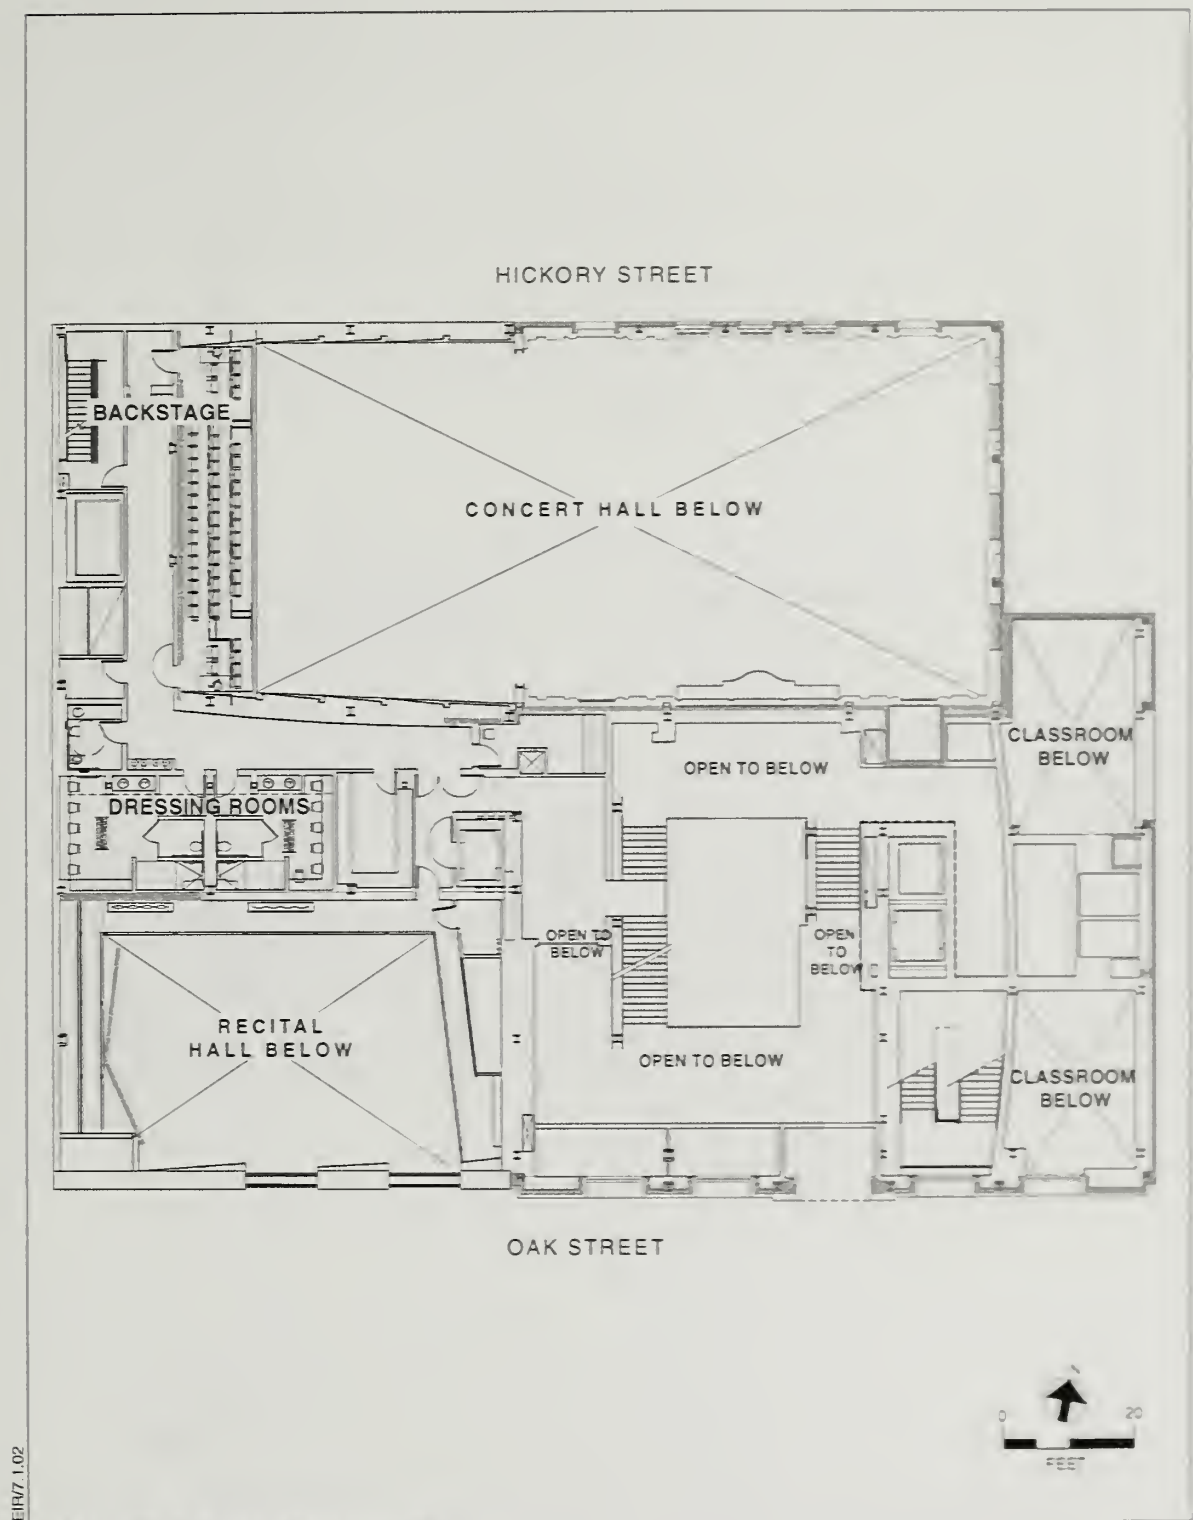 HICKORY STREET
BACKSTAGE
CONCERT HALL BELOW
CLASSROOM
BELOW
OPEN TO BELOW
DRESSING ROOMS
OPEN TO
BELOW
OPEN
TO
BELOW
RECITAL
HALL BELOW
OPEN TO BELOW
CLASSROOM
BELOW
OAK STREET
0
20
FEET
EIR/7.1.02